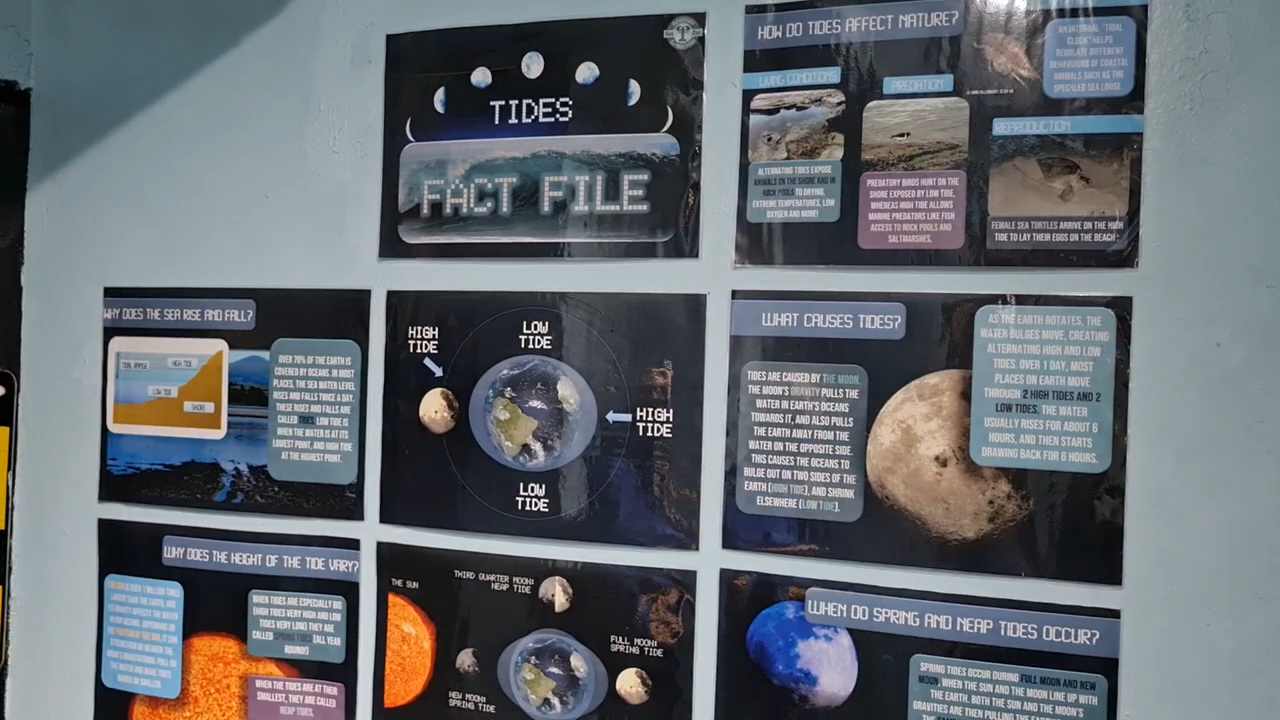 TIDES
FACT FILE
HOW DO TIDES AFFECT NATURE?
LIVING CONDITIONS
ALTERNATING TIDES EXPOSE
ANIMALS ON THE SHORE AND IN
ROCK POOLS TO DRYING,
EXTREME TEMPERATURES, LOW
OXYGEN AND MORE!
PREDATION
PREDATORY BIRDS HUNT ON THE
SHORE EXPOSED BY LOW TIDE,
WHEREAS HIGH TIDE ALLOWS
MARINE PREDATORS LIKE FISH
ACCESS TO ROCK POOLS AND
SALTMARSHES.
AN INTERNAL "TIDAL
CLOCK" HELPS
REGULATE DIFFERENT
BEHAVIOURS OF COASTAL
ANIMALS SUCH AS THE
SPECKLED SEA LOUSE.
REPRODUCTION
FEMALE SEA TURTLES ARRIVE ON THE HIGH
TIDE TO LAY THEIR EGGS ON THE BEACH.
WHY DOES THE SEA RISE AND FALL?
TIDAL RANGE
HIGH TIDE
LOW TIDE
SHORE
OVER 70% OF THE EARTH IS
COVERED BY OCEANS. IN MOST
PLACES, THE SEA WATER LEVEL
RISES AND FALLS TWICE A DAY.
THESE RISES AND FALLS ARE
CALLED TIDES. LOW TIDE IS
WHEN THE WATER IS AT ITS
LOWEST POINT, AND HIGH TIDE
AT THE HIGHEST POINT.
HIGH
TIDE
LOW
TIDE
HIGH
TIDE
LOW
TIDE
WHAT CAUSES TIDES?
TIDES ARE CAUSED BY THE MOON.
THE MOON'S GRAVITY PULLS THE
WATER IN EARTH'S OCEANS
TOWARDS IT, AND ALSO PULLS
THE EARTH AWAY FROM THE
WATER ON THE OPPOSITE SIDE.
THIS CAUSES THE OCEANS TO
BULGE OUT ON TWO SIDES OF THE
EARTH (HIGH TIDE), AND SHRINK
ELSEWHERE (LOW TIDE).
AS THE EARTH ROTATES, THE
WATER BULGES MOVE, CREATING
ALTERNATING HIGH AND LOW
TIDES. OVER 1 DAY, MOST
PLACES ON EARTH MOVE
THROUGH 2 HIGH TIDES AND 2
LOW TIDES. THE WATER
USUALLY RISES FOR ABOUT 6
HOURS, AND THEN STARTS
DRAWING BACK FOR 6 HOURS.
WHY DOES THE HEIGHT OF THE TIDE VARY?
WHEN TIDES ARE ESPECIALLY BIG
(HIGH TIDES VERY HIGH AND LOW
TIDES VERY LOW) THEY ARE
CALLED SPRING TIDES (ALL YEAR
ROUND!)
WHEN THE TIDES ARE AT THEIR
SMALLEST, THEY ARE CALLED
NEAP TIDES.
THE SUN
THIRD QUARTER MOON:
NEAP TIDE
FULL MOON:
SPRING TIDE
NEW MOON:
SPRING TIDE
WHEN DO SPRING AND NEAP TIDES OCCUR?
SPRING TIDES OCCUR DURING FULL MOON AND NEW
MOON, WHEN THE SUN AND THE MOON LINE UP WITH
THE EARTH. BOTH THE SUN AND THE MOON'S
GRAVITIES ARE THEN PULLING THE